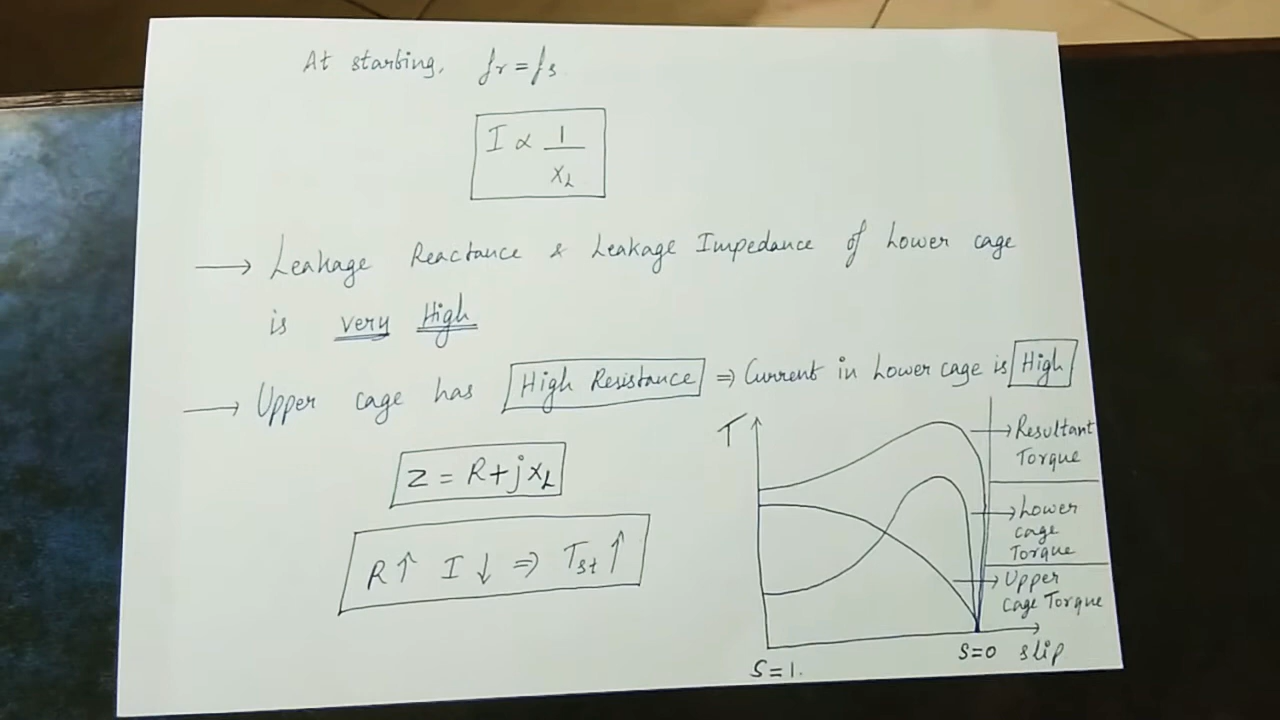 At starting, fr = fs
I ∝ 1/XL
→ Leakage Reactance & Leakage Impedance of Lower cage
is very High
→ Upper cage has High Resistance ⇒ Current in Lower cage is High
Z = R + jXL
R↑ I↓ ⇒ Tst↑
T
→ Resultant
Torque
→ Lower
cage
Torque
→ Upper
Cage Torque
S=1.
S=0 slip